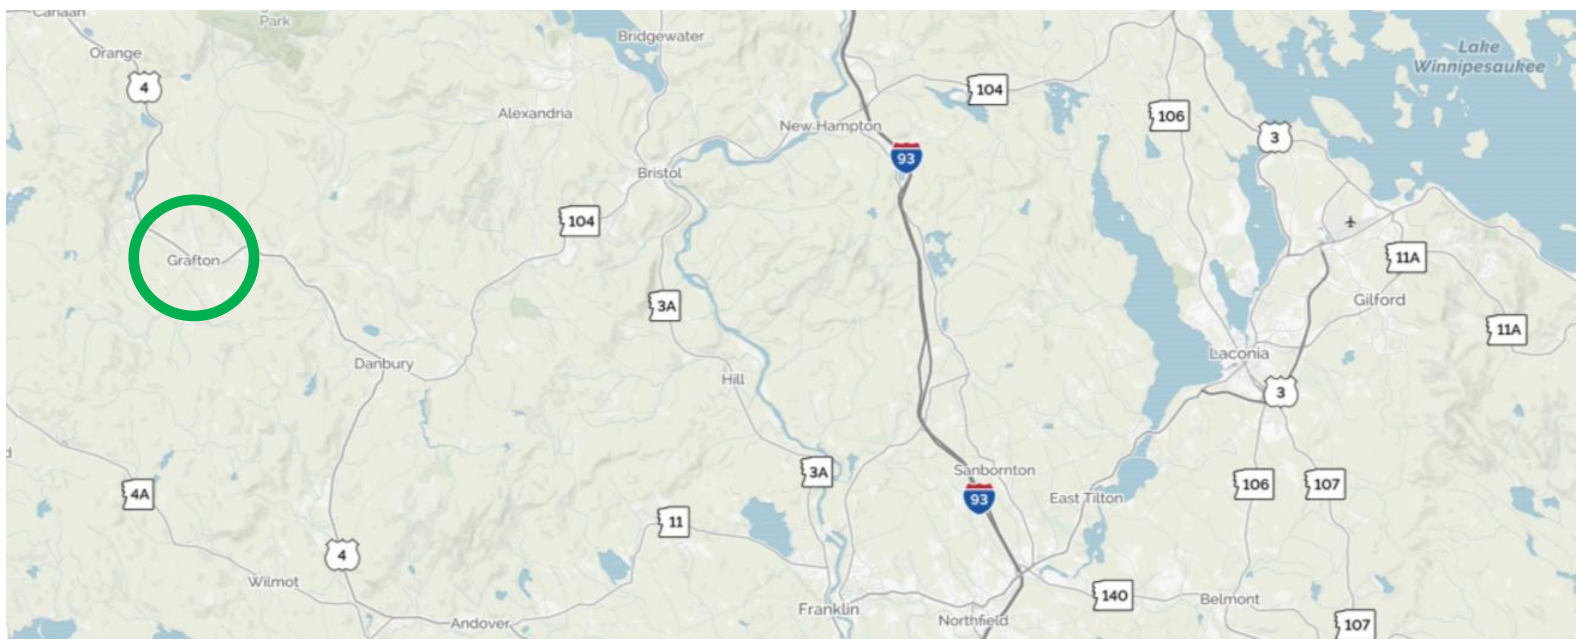 Canaan
Park
Orange
4
Bridgewater
Alexandria
104
Lake
Winnipesaukee
106
New Hampton
3
93
Bristol
104
Grafton
11A
3A
Gilford
11A
Danbury
Laconia
Hill
3
3A
Sanbornton
93
East Tilton
106
107
4A
11
4
Wilmot
140
Belmont
Franklin
Northfield
Andover
107